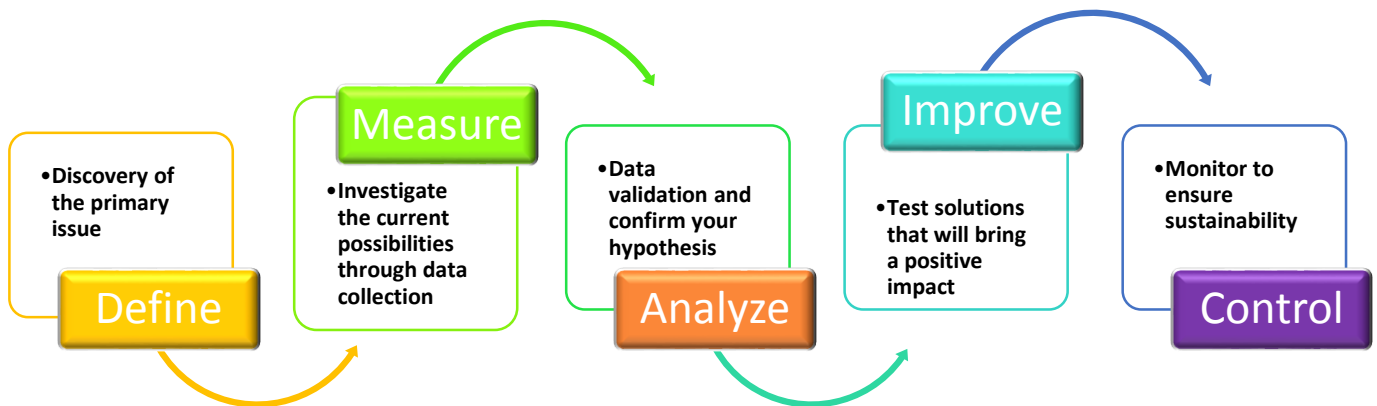 •Discovery of
the primary
issue
Define
Measure
•Investigate
the current
possibilities
through data
collection
•Data
validation and
confirm your
hypothesis
Analyze
Improve
•Test solutions
that will bring
a positive
impact
•Monitor to
ensure
sustainability
Control